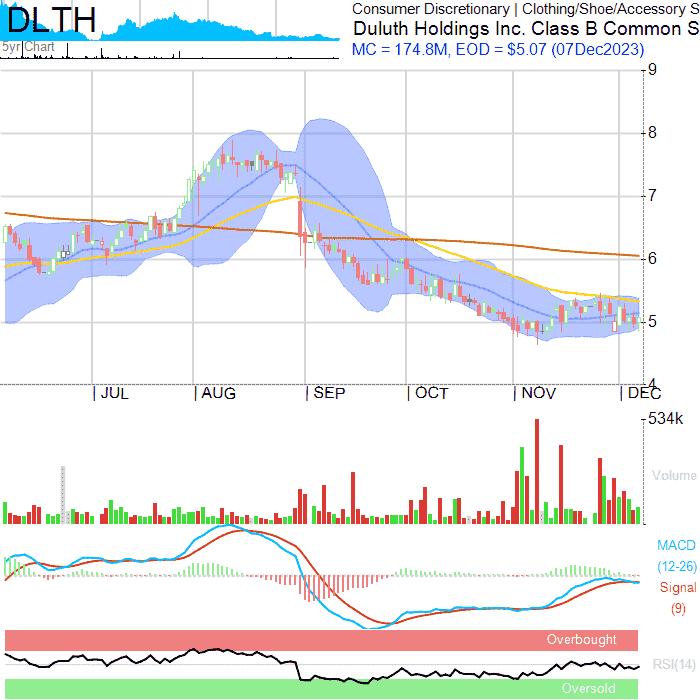 DLTH
5yr Chart
Consumer Discretionary | Clothing/Shoe/Accessory S
Duluth Holdings Inc. Class B Common S
MC = 174.8M, EOD = $5.07 (07Dec2023)
9
8
7
6
5
4
JUL AUG SEP OCT NOV DEC
534k
Volume
MACD
(12-26)
Signal
(9)
Overbought
RSI(14)
Oversold